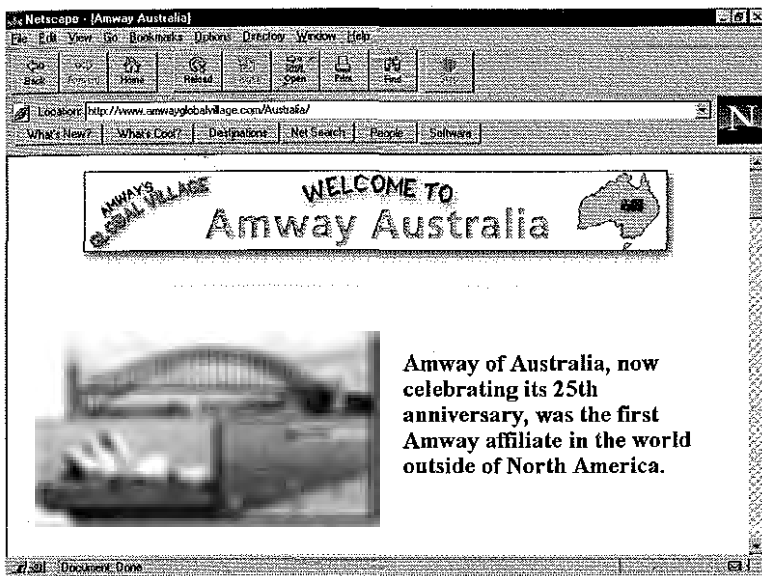 Netscape - [Amway Australia]
File Edit View Go Bookmarks Options Directory Window Help
Back Forward Home Reload Open Print Find Stop
Location: http://www.amwayglobalvillage.com/Australia/
What's New? What's Cool? Destinations Net Search People Software
N
AMWAY'S
GLOBAL VILLAGE
WELCOME TO
Amway Australia
Amway of Australia, now
celebrating its 25th
anniversary, was the first
Amway affiliate in the world
outside of North America.
Document: Done